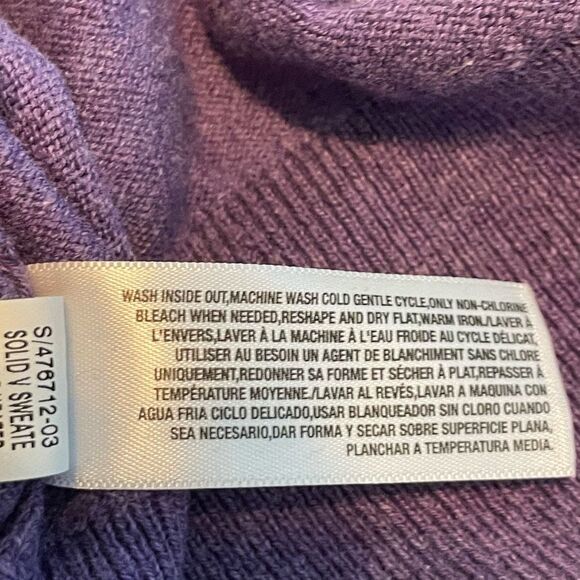 WASH INSIDE OUT,MACHINE WASH COLD GENTLE CYCLE,ONLY NON-CHLORINE
BLEACH WHEN NEEDED,RESHAPE AND DRY FLAT,WARM IRON./LAVER À
L'ENVERS,LAVER À LA MACHINE À L'EAU FROIDE AU CYCLE DÉLICAT,
UTILISER AU BESOIN UN AGENT DE BLANCHIMENT SANS CHLORE
UNIQUEMENT,REDONNER SA FORME ET SÉCHER À PLAT,REPASSER À
TEMPÉRATURE MOYENNE./LAVAR AL REVÉS,LAVAR A MAQUINA CON
AGUA FRIA CICLO DELICADO,USAR BLANQUEADOR SIN CLORO CUANDO
SEA NECESARIO,DAR FORMA Y SECAR SOBRE SUPERFICIE PLANA,
PLANCHAR A TEMPERATURA MEDIA.
S/476712-03
SOLID V SWEATE